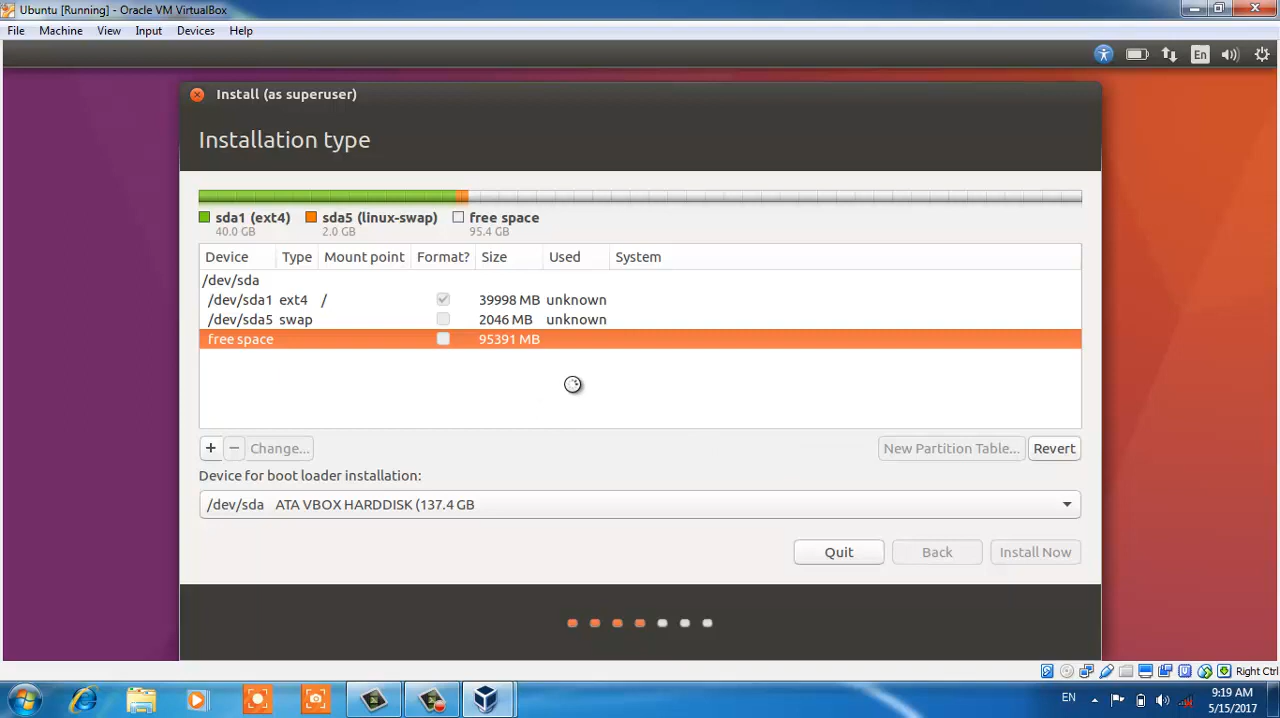 Ubuntu [Running] - Oracle VM VirtualBox
File Machine View Input Devices Help
En
Install (as superuser)
Installation type
sda1 (ext4) sda5 (linux-swap) free space
40.0 GB 2.0 GB 95.4 GB
Device Type Mount point Format? Size Used System
/dev/sda
/dev/sda1 ext4 / 39998 MB unknown
/dev/sda5 swap 2046 MB unknown
free space 95391 MB
+ − Change... New Partition Table... Revert
Device for boot loader installation:
/dev/sda ATA VBOX HARDDISK (137.4 GB
Quit Back Install Now
Right Ctrl
EN 9:19 AM
5/15/2017